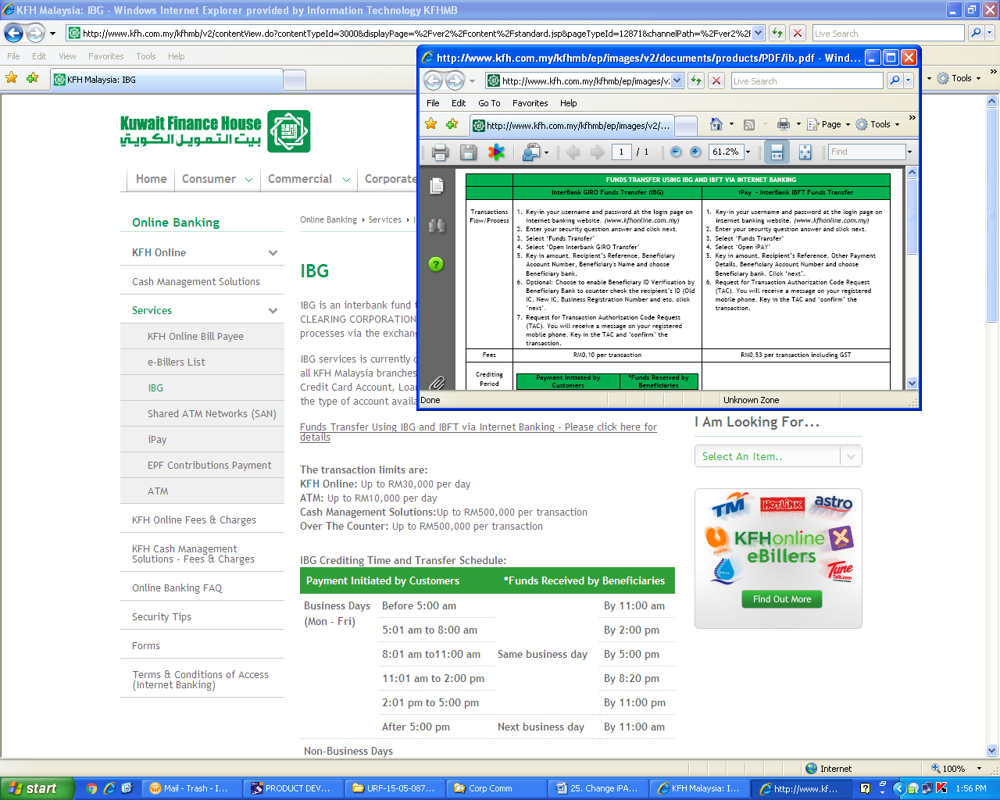 KFH Malaysia: IBG - Windows Internet Explorer provided by Information Technology KFHMB
http://www.kfh.com.my/kfhmb/v2/contentView.do?contentTypeId=3000&displayPage=%2Fver2%2Fcontent%2Fstandard.jsp&pageTypeId=12871&channelPath=%2Fver2%2F
Live Search
File Edit View Favorites Tools Help
KFH Malaysia: IBG
Tools
Kuwait Finance House
بيت التمويل الكويتي
Home Consumer Commercial Corporate
Online Banking
KFH Online
Cash Management Solutions
Services
KFH Online Bill Payee
e-Billers List
IBG
Shared ATM Networks (SAN)
iPay
EPF Contributions Payment
ATM
KFH Online Fees & Charges
KFH Cash Management
Solutions - Fees & Charges
Online Banking FAQ
Security Tips
Forms
Terms & Conditions of Access
(Internet Banking)
Online Banking Services
IBG
IBG is an interbank fund
CLEARING CORPORATION
processes via the exchang
IBG services is currently
all KFH Malaysia branches
Credit Card Account, Loan
the type of account availa
Funds Transfer Using IBG and IBFT via Internet Banking - Please click here for
details
The transaction limits are:
KFH Online: Up to RM30,000 per day
ATM: Up to RM10,000 per day
Cash Management Solutions:Up to RM500,000 per transaction
Over The Counter: Up to RM500,000 per transaction
IBG Crediting Time and Transfer Schedule:
Payment Initiated by Customers *Funds Received by Beneficiaries
Business Days Before 5:00 am By 11:00 am
(Mon - Fri)
5:01 am to 8:00 am By 2:00 pm
8:01 am to11:00 am Same business day By 5:00 pm
11:01 am to 2:00 pm By 8:20 pm
2:01 pm to 5:00 pm By 11:00 pm
After 5:00 pm Next business day By 11:00 am
Non-Business Days
http://www.kfh.com.my/kfhmb/ep/images/v2/documents/products/PDF/ib.pdf - Wind...
http://www.kfh.com.my/kfhmb/ep/images/v
Live Search
File Edit Go To Favorites Help
http://www.kfh.com.my/kfhmb/ep/images/v2/...
Page Tools
1 / 1 61.2% Find
FUNDS TRANSFER USING IBG AND IBFT VIA INTERNET BANKING
InterBank GIRO Funds Transfer (IBG) iPay - InterBank IBFT Funds Transfer
Transactions
Flow/Process
1. Key-in your username and password at the login page on
internet banking website. (www.kfhonline.com.my)
2. Enter your security question answer and click next.
3. Select 'Funds Transfer'
4. Select 'Open Interbank GIRO Transfer'
5. Key in amount, Recipient's Reference, Beneficiary
Account Number, Beneficiary's Name and choose
Beneficiary bank.
6. Optional: Choose to enable Beneficiary ID Verification by
Beneficiary Bank to counter check the recipient's ID (Old
IC, New IC, Business Registration Number and etc. click
'next'.
7. Request for Transaction Authorization Code Request
(TAC). You will receive a message on your registered
mobile phone. Key in the TAC and 'confirm' the
transaction.
1. Key-in your username and password at the login page on
internet banking website. (www.kfhonline.com.my)
2. Enter your security question answer and click next.
3. Select 'Funds Transfer'
4. Select 'Open iPAY'
5. Key in amount, Recipient's Reference, Other Payment
Details, Beneficiary Account Number and choose
Beneficiary bank. Click 'next'.
6. Request for Transaction Authorization Code Request
(TAC). You will receive a message on your registered
mobile phone. Key in the TAC and 'confirm' the
transaction.
Fees RM0.10 per transaction RM0.53 per transaction including GST
Crediting
Period
Payment Initiated by
Customers
*Funds Received by
Beneficiaries
Done Unknown Zone
I Am Looking For...
Select An Item..
TM HOTLINK astro
U mobile KFHonline
eBillers
Tune
Talk.com
Find Out More
Internet 100%
start
Mail - Trash - I...
PRODUCT DEV...
URF-15-05-087...
Corp Comm
25. Change iPA...
KFH Malaysia: I...
http://www.kf...
1:56 PM